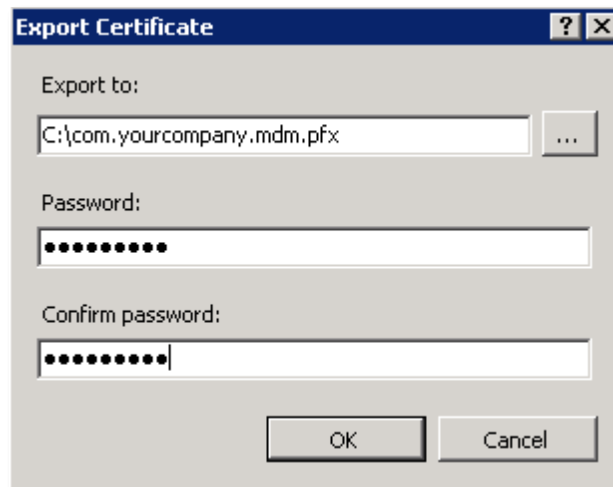 Export Certificate
Export to:
C:\com.yourcompany.mdm.pfx
...
Password:
●●●●●●●●●
Confirm password:
●●●●●●●●●
OK Cancel